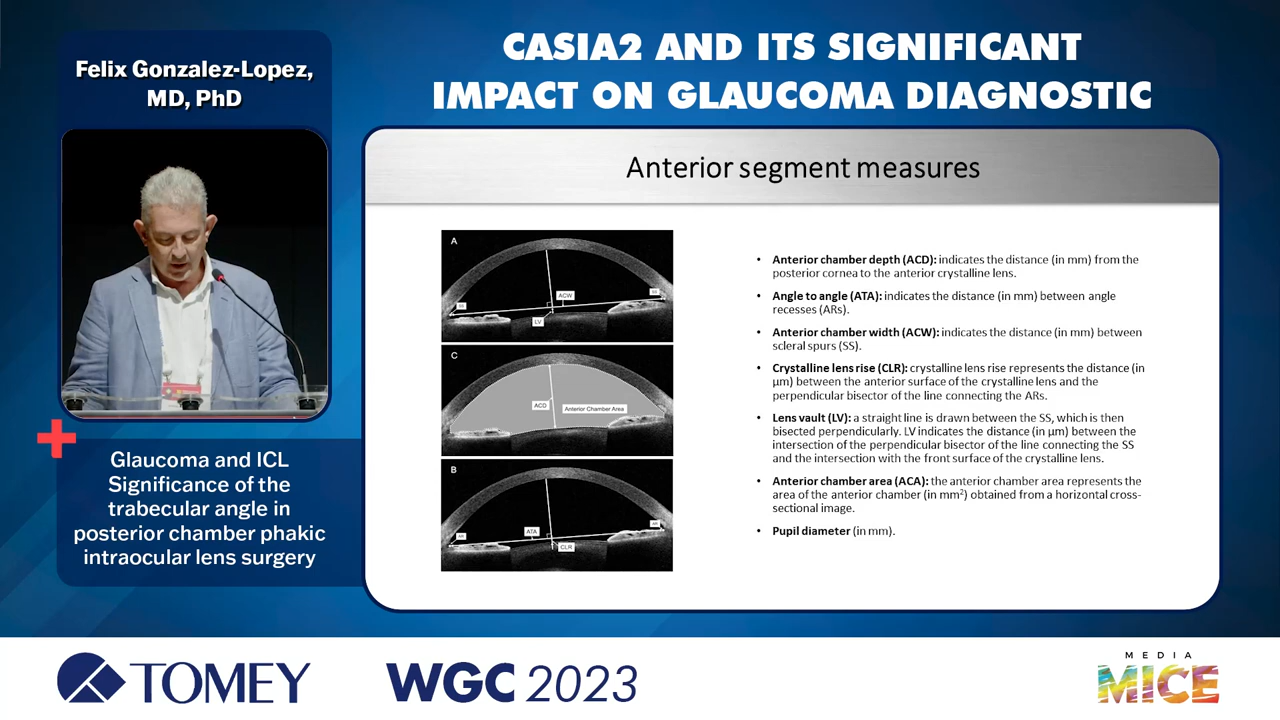 Felix Gonzalez-Lopez,
MD, PhD
CASIA2 AND ITS SIGNIFICANT
IMPACT ON GLAUCOMA DIAGNOSTIC
Glaucoma and ICL
Significance of the
trabecular angle in
posterior chamber phakic
intraocular lens surgery
Anterior segment measures
A
SS
ACW
SS
LV
C
ACD
Anterior Chamber Area
B
AR
ATA
AR
CLR
• Anterior chamber depth (ACD): indicates the distance (in mm) from the
posterior cornea to the anterior crystalline lens.
• Angle to angle (ATA): indicates the distance (in mm) between angle
recesses (ARs).
• Anterior chamber width (ACW): indicates the distance (in mm) between
scleral spurs (SS).
• Crystalline lens rise (CLR): crystalline lens rise represents the distance (in
μm) between the anterior surface of the crystalline lens and the
perpendicular bisector of the line connecting the ARs.
• Lens vault (LV): a straight line is drawn between the SS, which is then
bisected perpendicularly. LV indicates the distance (in μm) between the
intersection of the perpendicular bisector of the line connecting the SS
and the intersection with the front surface of the crystalline lens.
• Anterior chamber area (ACA): the anterior chamber area represents the
area of the anterior chamber (in mm²) obtained from a horizontal cross-
sectional image.
• Pupil diameter (in mm).
TOMEY
WGC 2023
MEDIA
MICE